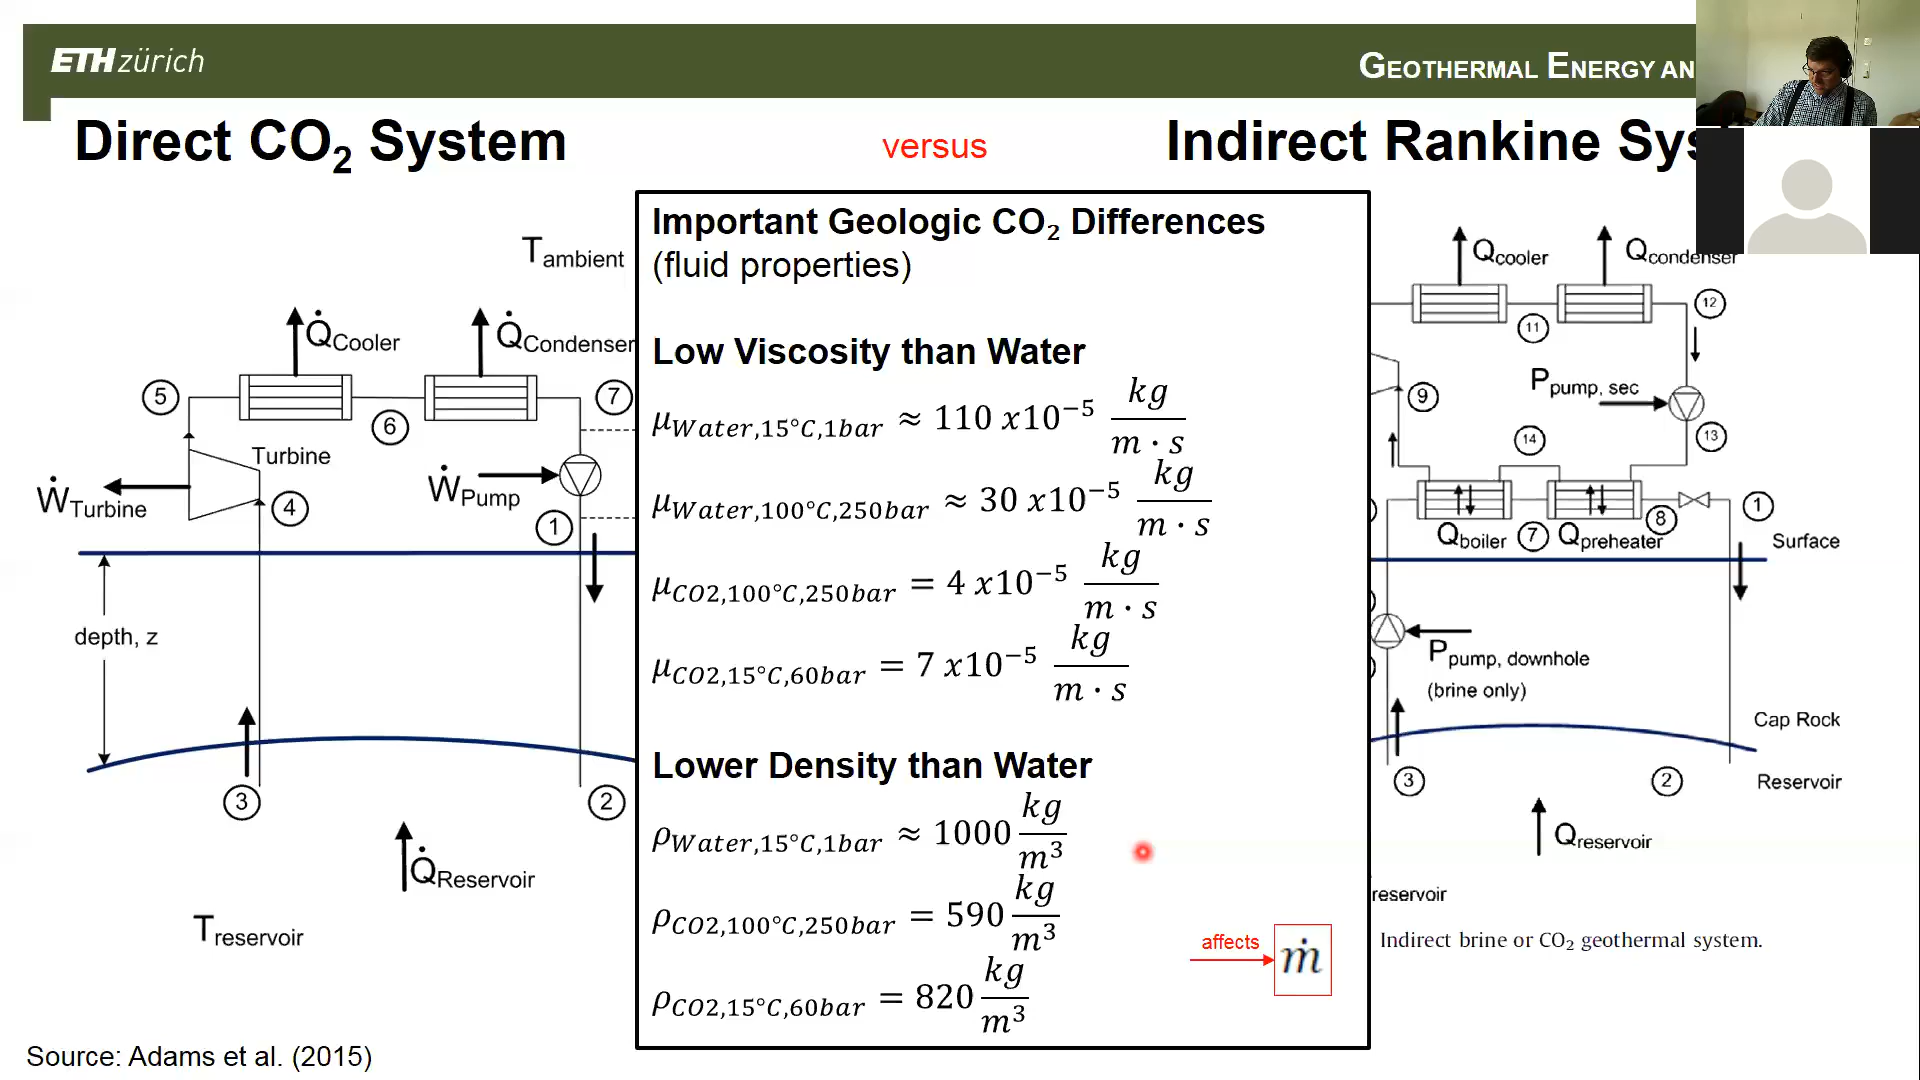 ETH zürich
GEOTHERMAL ENERGY AN
Direct CO₂ System
versus
Indirect Rankine Sys
T_ambient
Q̇_Cooler
Q̇_Condenser
5
6
7
Turbine
Ẇ_Turbine
4
Ẇ_Pump
1
depth, z
3
2
Q̇_Reservoir
T_reservoir
Source: Adams et al. (2015)
Important Geologic CO₂ Differences
(fluid properties)
Low Viscosity than Water
μ_Water,15°C,1bar ≈ 110 x10⁻⁵ kg/m · s
μ_Water,100°C,250bar ≈ 30 x10⁻⁵ kg/m · s
μ_CO2,100°C,250bar = 4 x10⁻⁵ kg/m · s
μ_CO2,15°C,60bar = 7 x10⁻⁵ kg/m · s
Lower Density than Water
ρ_Water,15°C,1bar ≈ 1000 kg/m³
ρ_CO2,100°C,250bar = 590 kg/m³
ρ_CO2,15°C,60bar = 820 kg/m³
affects
ṁ
Q_cooler
Q_condenser
11
12
9
P_pump, sec
13
14
Q_boiler
7
Q_preheater
8
1
Surface
P_pump, downhole
(brine only)
Cap Rock
3
2
Reservoir
Q_reservoir
reservoir
Indirect brine or CO₂ geothermal system.